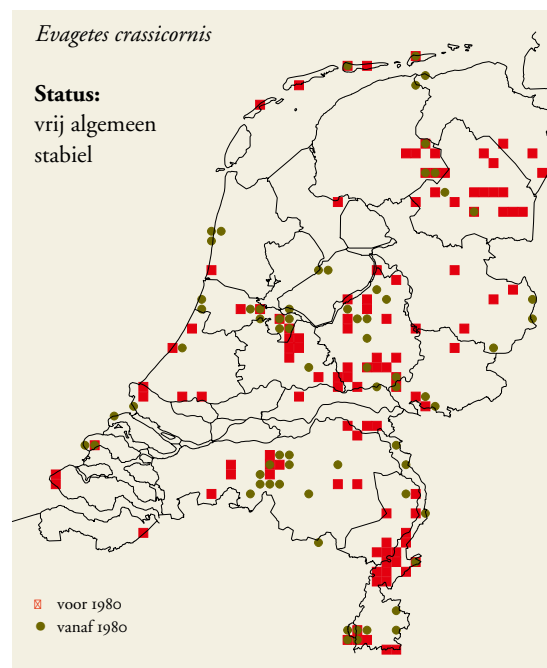 Evagetes crassicornis
Status:
vrij algemeen
stabiel
voor 1980
vanaf 1980